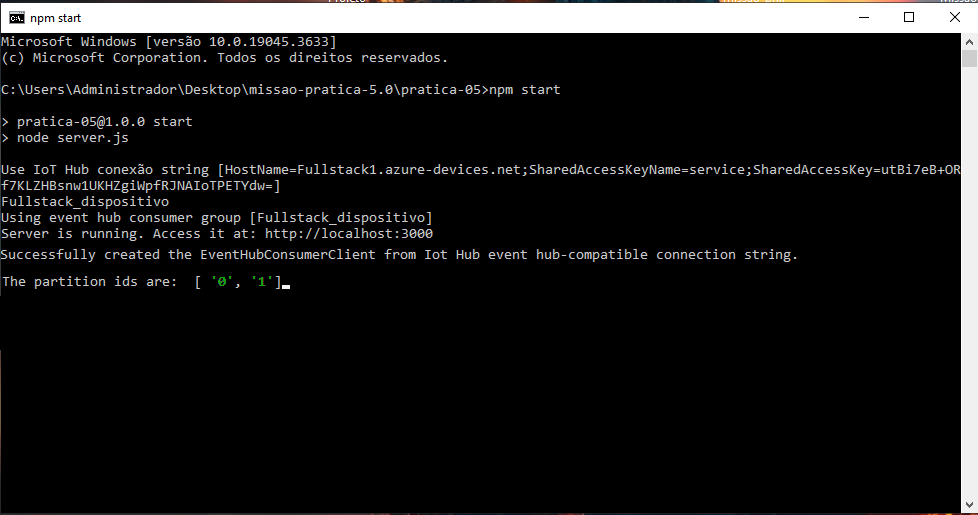 npm start
Microsoft Windows [versão 10.0.19045.3633]
(c) Microsoft Corporation. Todos os direitos reservados.
C:\Users\Administrador\Desktop\missao-pratica-5.0\pratica-05>npm start
> pratica-05@1.0.0 start
> node server.js
Use IoT Hub conexão string [HostName=Fullstack1.azure-devices.net;SharedAccessKeyName=service;SharedAccessKey=utBi7eB+OR
f7KLZHBsnw1UKHZgiWpfRJNAIoTPETYdw=]
Fullstack_dispositivo
Using event hub consumer group [Fullstack_dispositivo]
Server is running. Access it at: http://localhost:3000
Successfully created the EventHubConsumerClient from Iot Hub event hub-compatible connection string.
The partition ids are:  [ '0', '1']